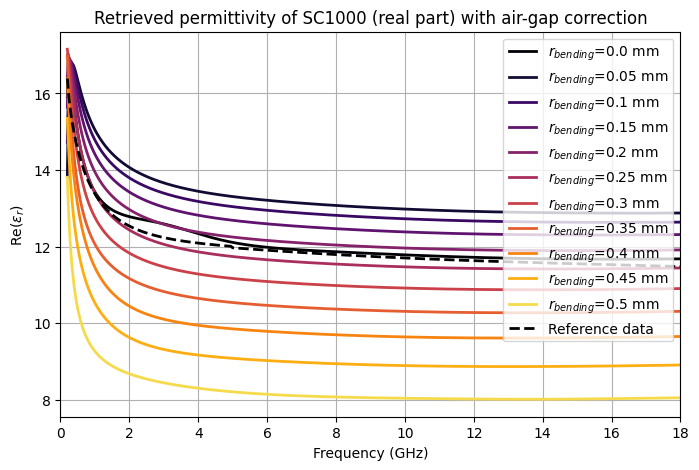 Retrieved permittivity of SC1000 (real part) with air-gap correction
Re(εr)
16
14
12
10
8
r_bending=0.0 mm
r_bending=0.05 mm
r_bending=0.1 mm
r_bending=0.15 mm
r_bending=0.2 mm
r_bending=0.25 mm
r_bending=0.3 mm
r_bending=0.35 mm
r_bending=0.4 mm
r_bending=0.45 mm
r_bending=0.5 mm
Reference data
0 2 4 6 8 10 12 14 16 18
Frequency (GHz)